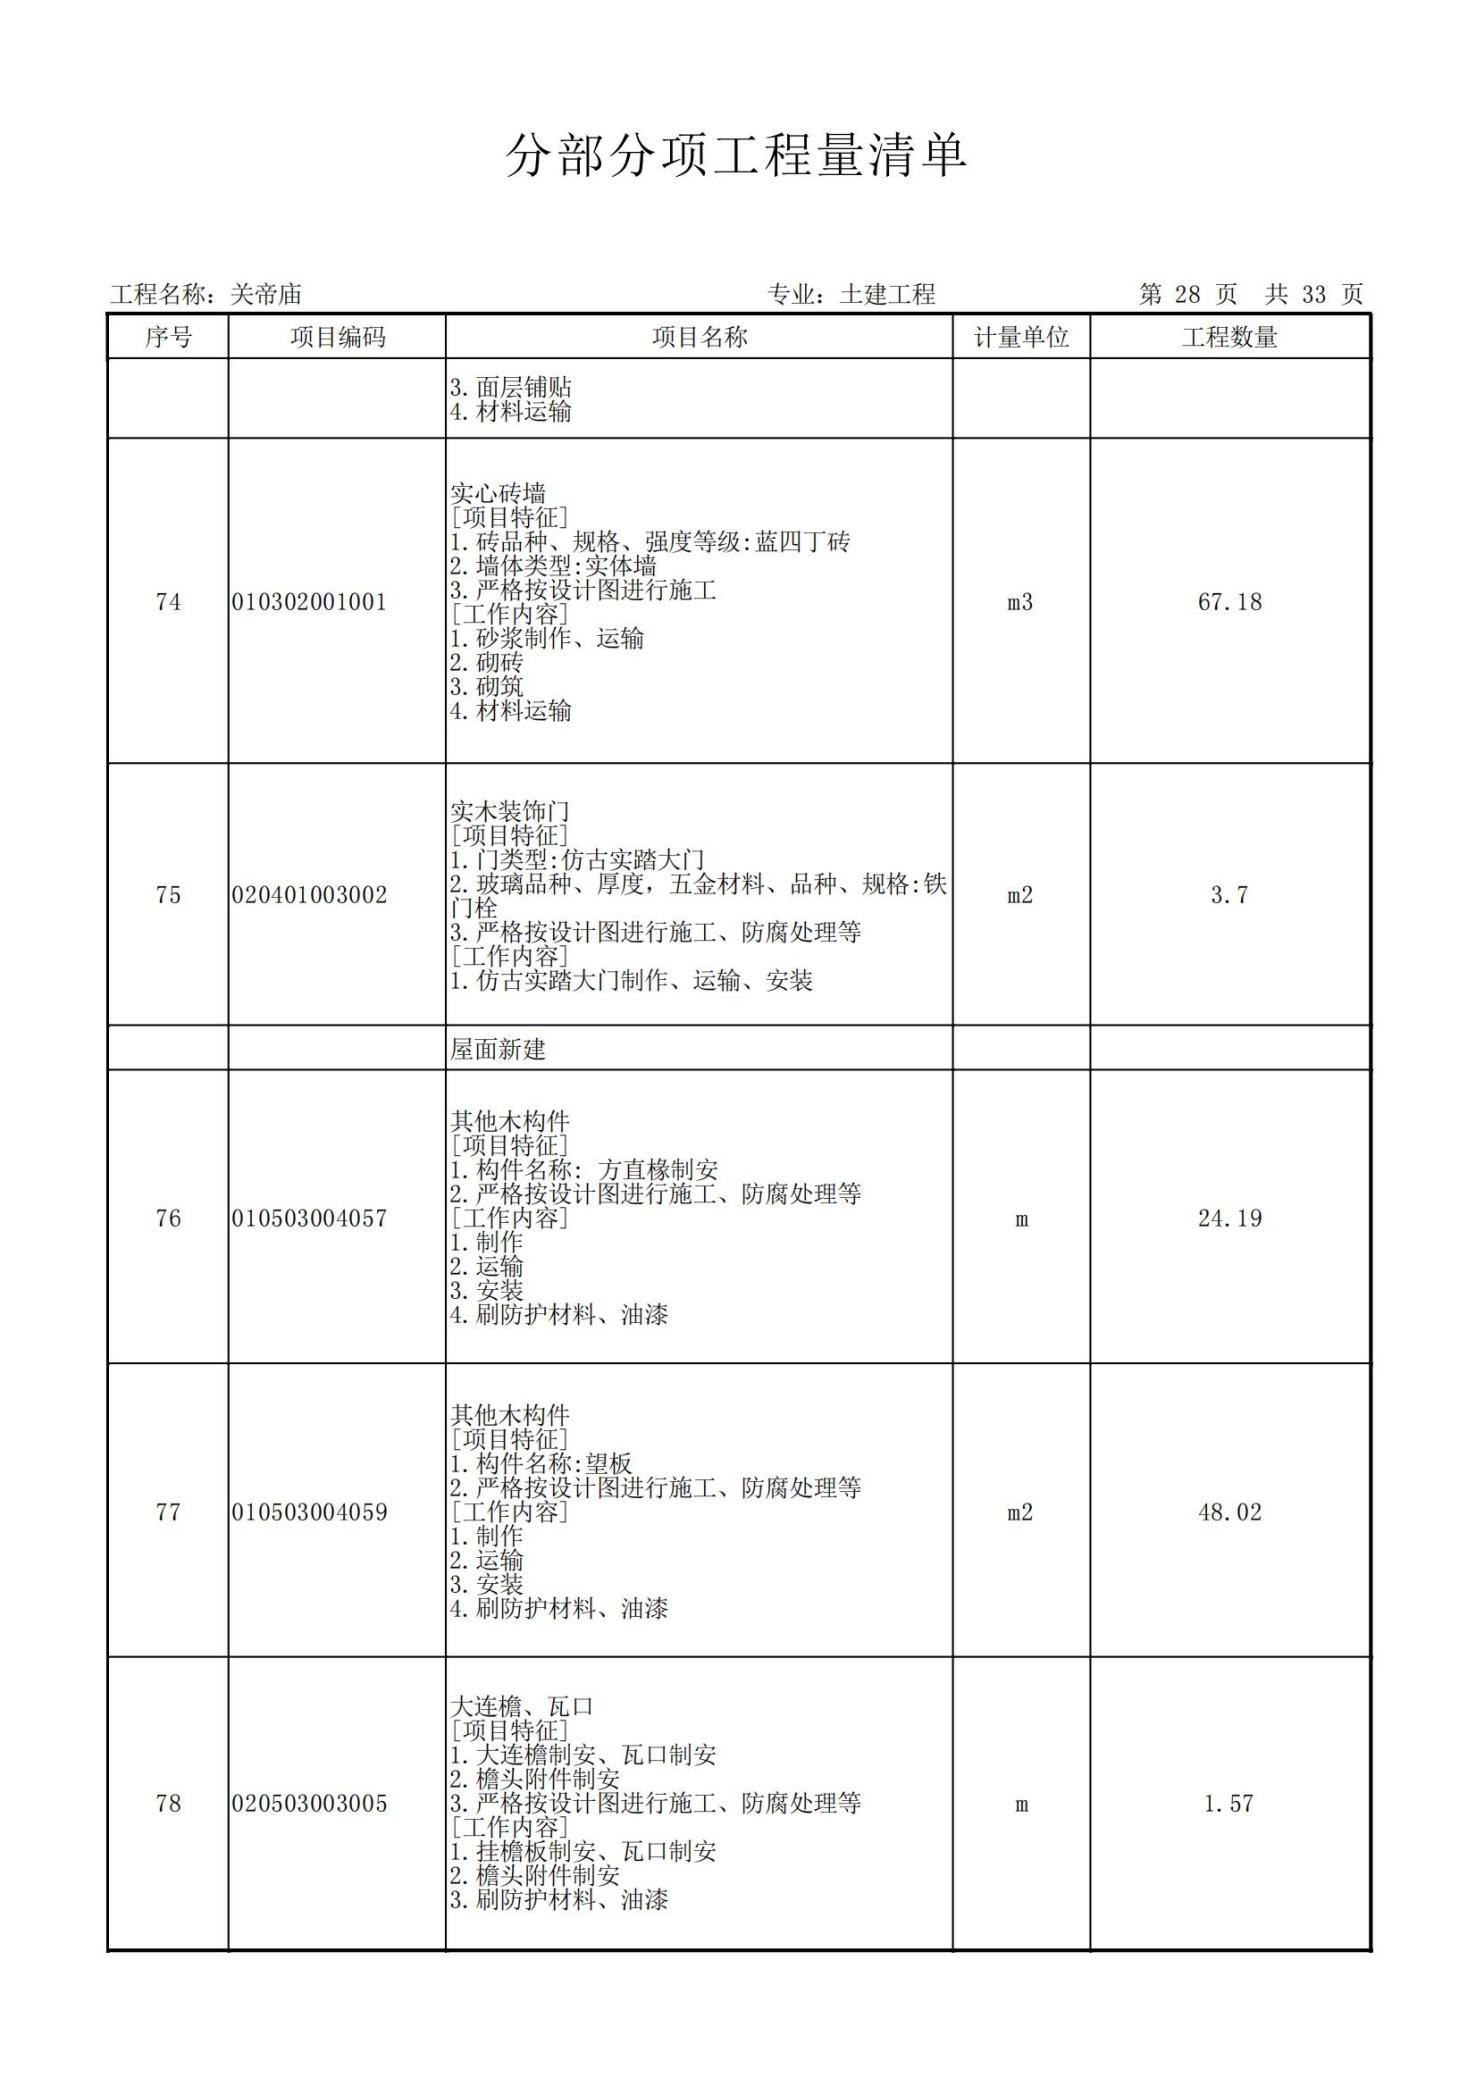 分部分项工程量清单
工程名称：关帝庙 专业：土建工程 第 28 页 共 33 页
序号 项目编码 项目名称 计量单位 工程数量
3.面层铺贴
4.材料运输
实心砖墙
[项目特征]
1.砖品种、规格、强度等级:蓝四丁砖
2.墙体类型:实体墙
3.严格按设计图进行施工
[工作内容]
74 010302001001 m3 67.18
1.砂浆制作、运输
2.砌砖
3.砌筑
4.材料运输
实木装饰门
[项目特征]
1.门类型:仿古实踏大门
2.玻璃品种、厚度，五金材料、品种、规格:铁
门栓
75 020401003002 m2 3.7
3.严格按设计图进行施工、防腐处理等
[工作内容]
1.仿古实踏大门制作、运输、安装
屋面新建
其他木构件
[项目特征]
1.构件名称: 方直椽制安
2.严格按设计图进行施工、防腐处理等
76 010503004057 [工作内容] m 24.19
1.制作
2.运输
3.安装
4.刷防护材料、油漆
其他木构件
[项目特征]
1.构件名称:望板
2.严格按设计图进行施工、防腐处理等
77 010503004059 [工作内容] m2 48.02
1.制作
2.运输
3.安装
4.刷防护材料、油漆
大连檐、瓦口
[项目特征]
1.大连檐制安、瓦口制安
2.檐头附件制安
78 020503003005 3.严格按设计图进行施工、防腐处理等 m 1.57
[工作内容]
1.挂檐板制安、瓦口制安
2.檐头附件制安
3.刷防护材料、油漆